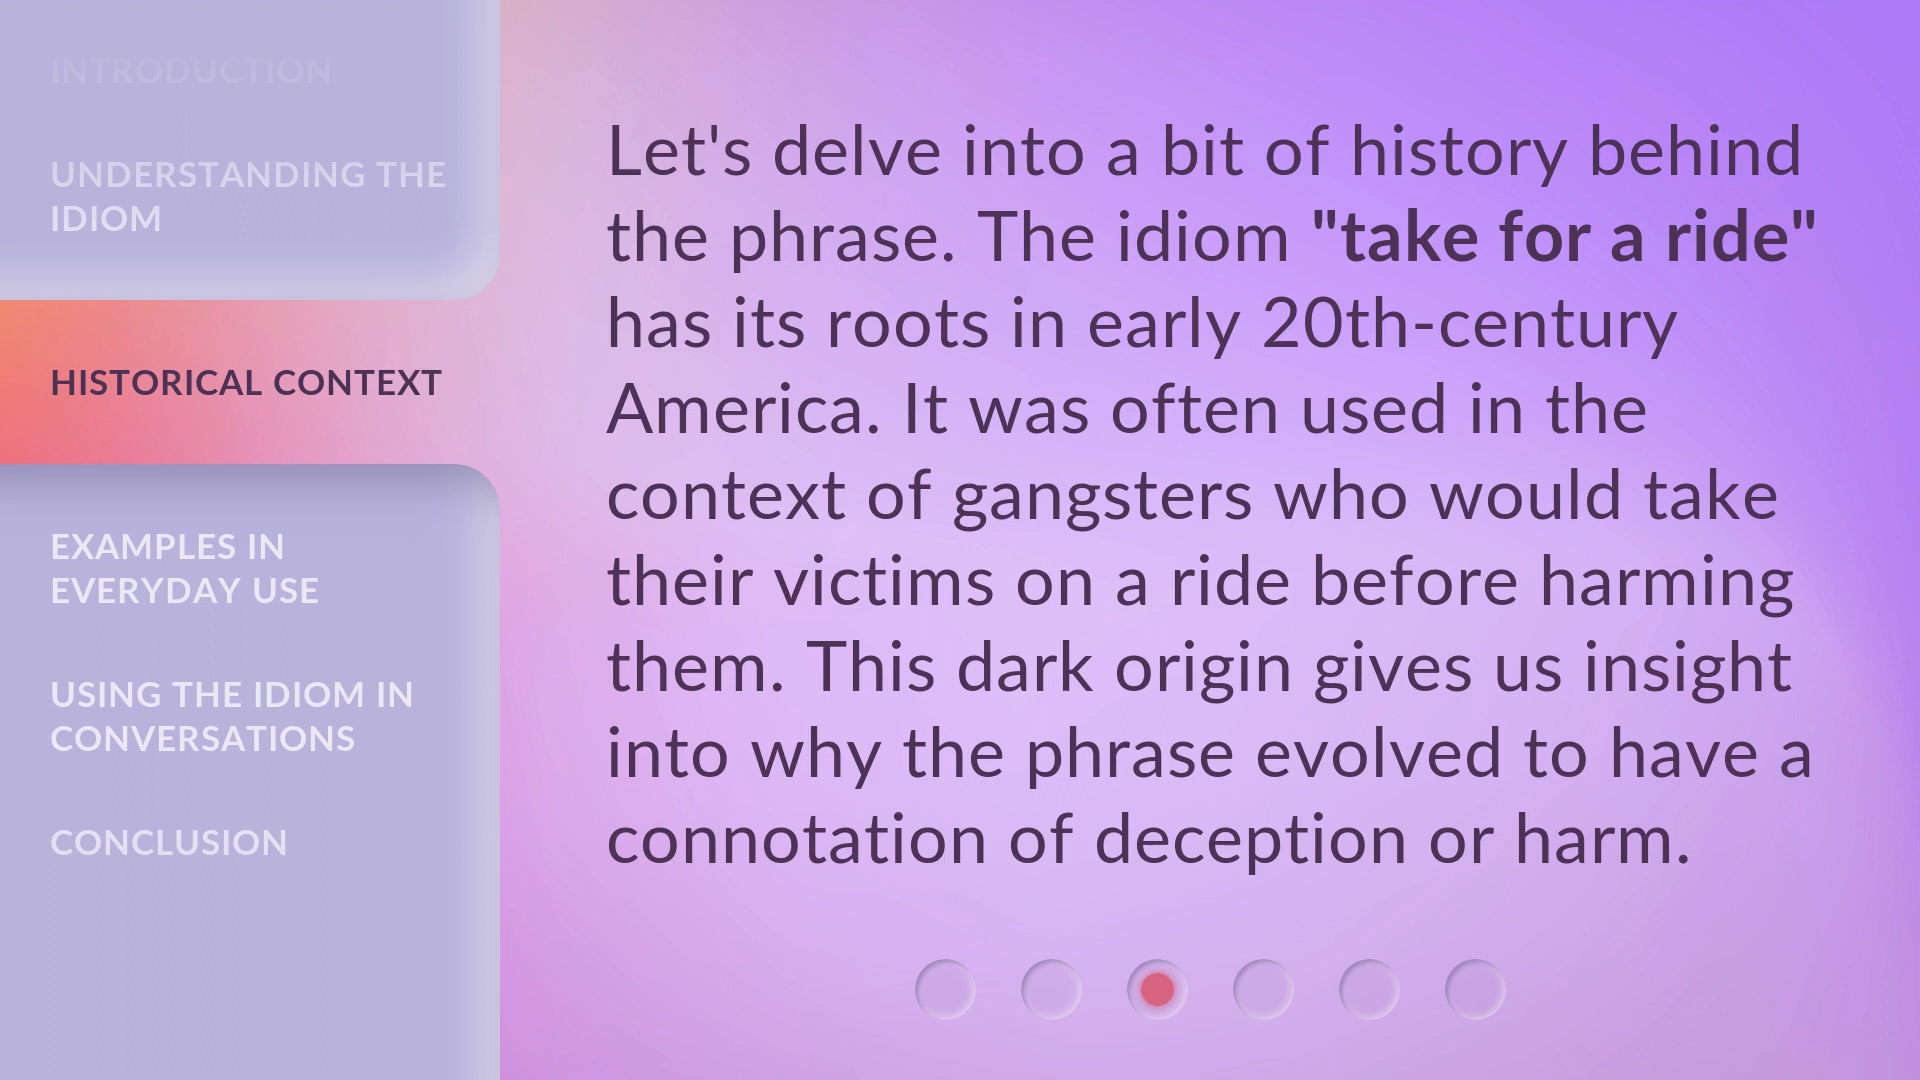 INTRODUCTION
UNDERSTANDING THE
IDIOM
HISTORICAL CONTEXT
EXAMPLES IN
EVERYDAY USE
USING THE IDIOM IN
CONVERSATIONS
CONCLUSION
Let's delve into a bit of history behind
the phrase. The idiom "take for a ride"
has its roots in early 20th-century
America. It was often used in the
context of gangsters who would take
their victims on a ride before harming
them. This dark origin gives us insight
into why the phrase evolved to have a
connotation of deception or harm.